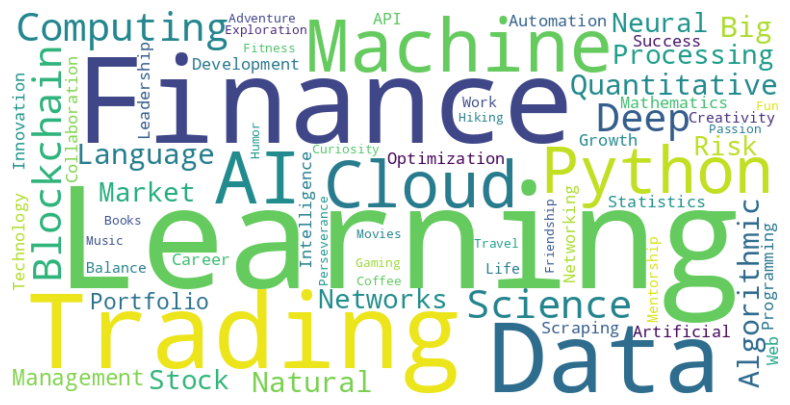 Computing
Adventure
Exploration
Fitness
API
Automation
Neural
Big
Success
Machine
Processing
Finance
Development
Leadership
Innovation
Blockchain
Collaboration
Quantitative
Work
Hiking
Deep
Mathematics
Creativity
Fun
Passion
Language
Humor
AI
Curiosity
Optimization
Growth
Risk
Cloud
Python
Market
Intelligence
Perseverance
Statistics
Technology
Books
Music
Balance
Career
Learning
Movies
Gaming
Coffee
Travel
Life
Friendship
Networking
Mentorship
Algorithmic
Programming
Web
Portfolio
Networks
Science
Trading
Data
Scraping
Artificial
Management
Stock
Natural